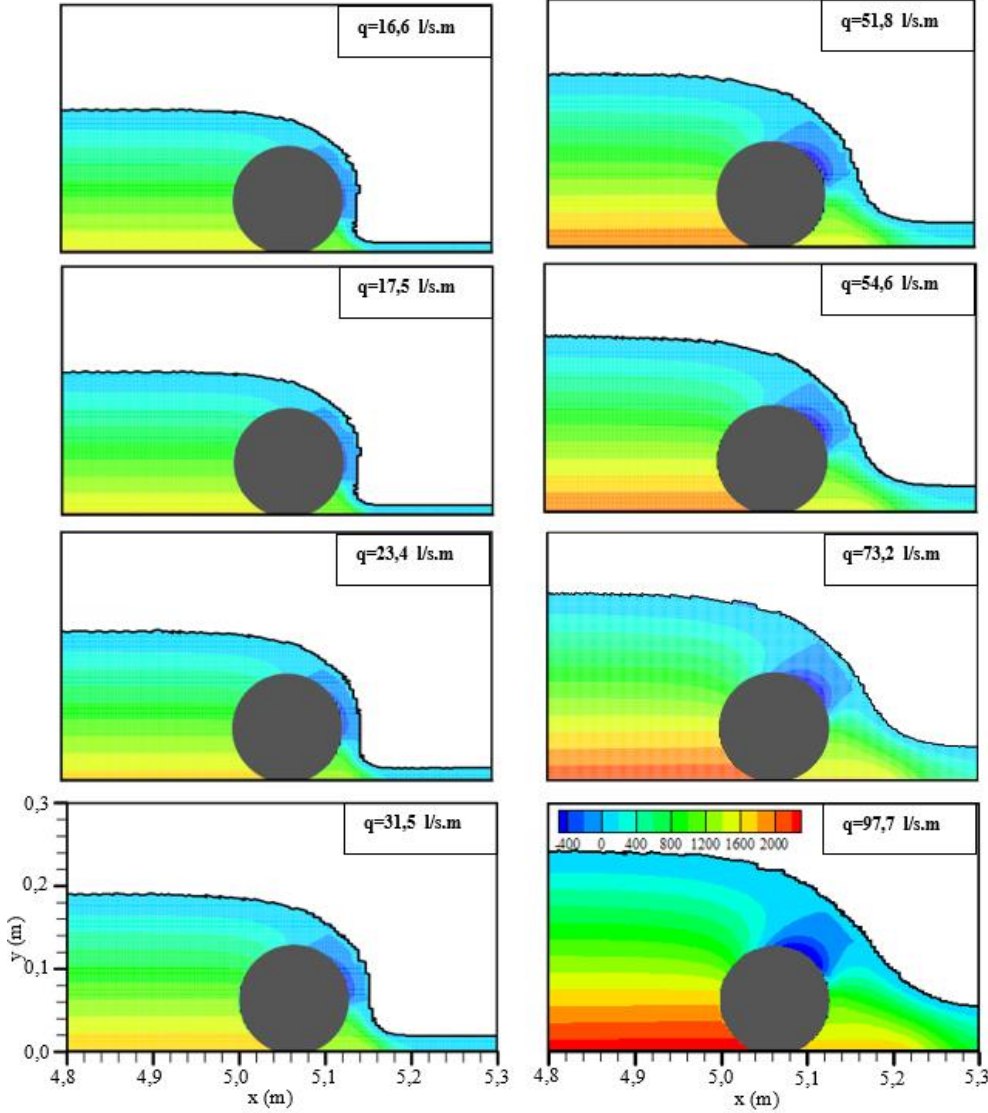 q=16,6 l/s.m
q=51,8 l/s.m
q=17,5 l/s.m
q=54,6 l/s.m
q=23,4 l/s.m
q=73,2 l/s.m
q=31,5 l/s.m
q=97,7 l/s.m
-400 0 400 800 1200 1600 2000
0,3
0,2
0,1
0,0
y (m)
4,8 4,9 5,0 5,1 5,2 5,3
x (m)
4,8 4,9 5,0 5,1 5,2 5,3
x (m)